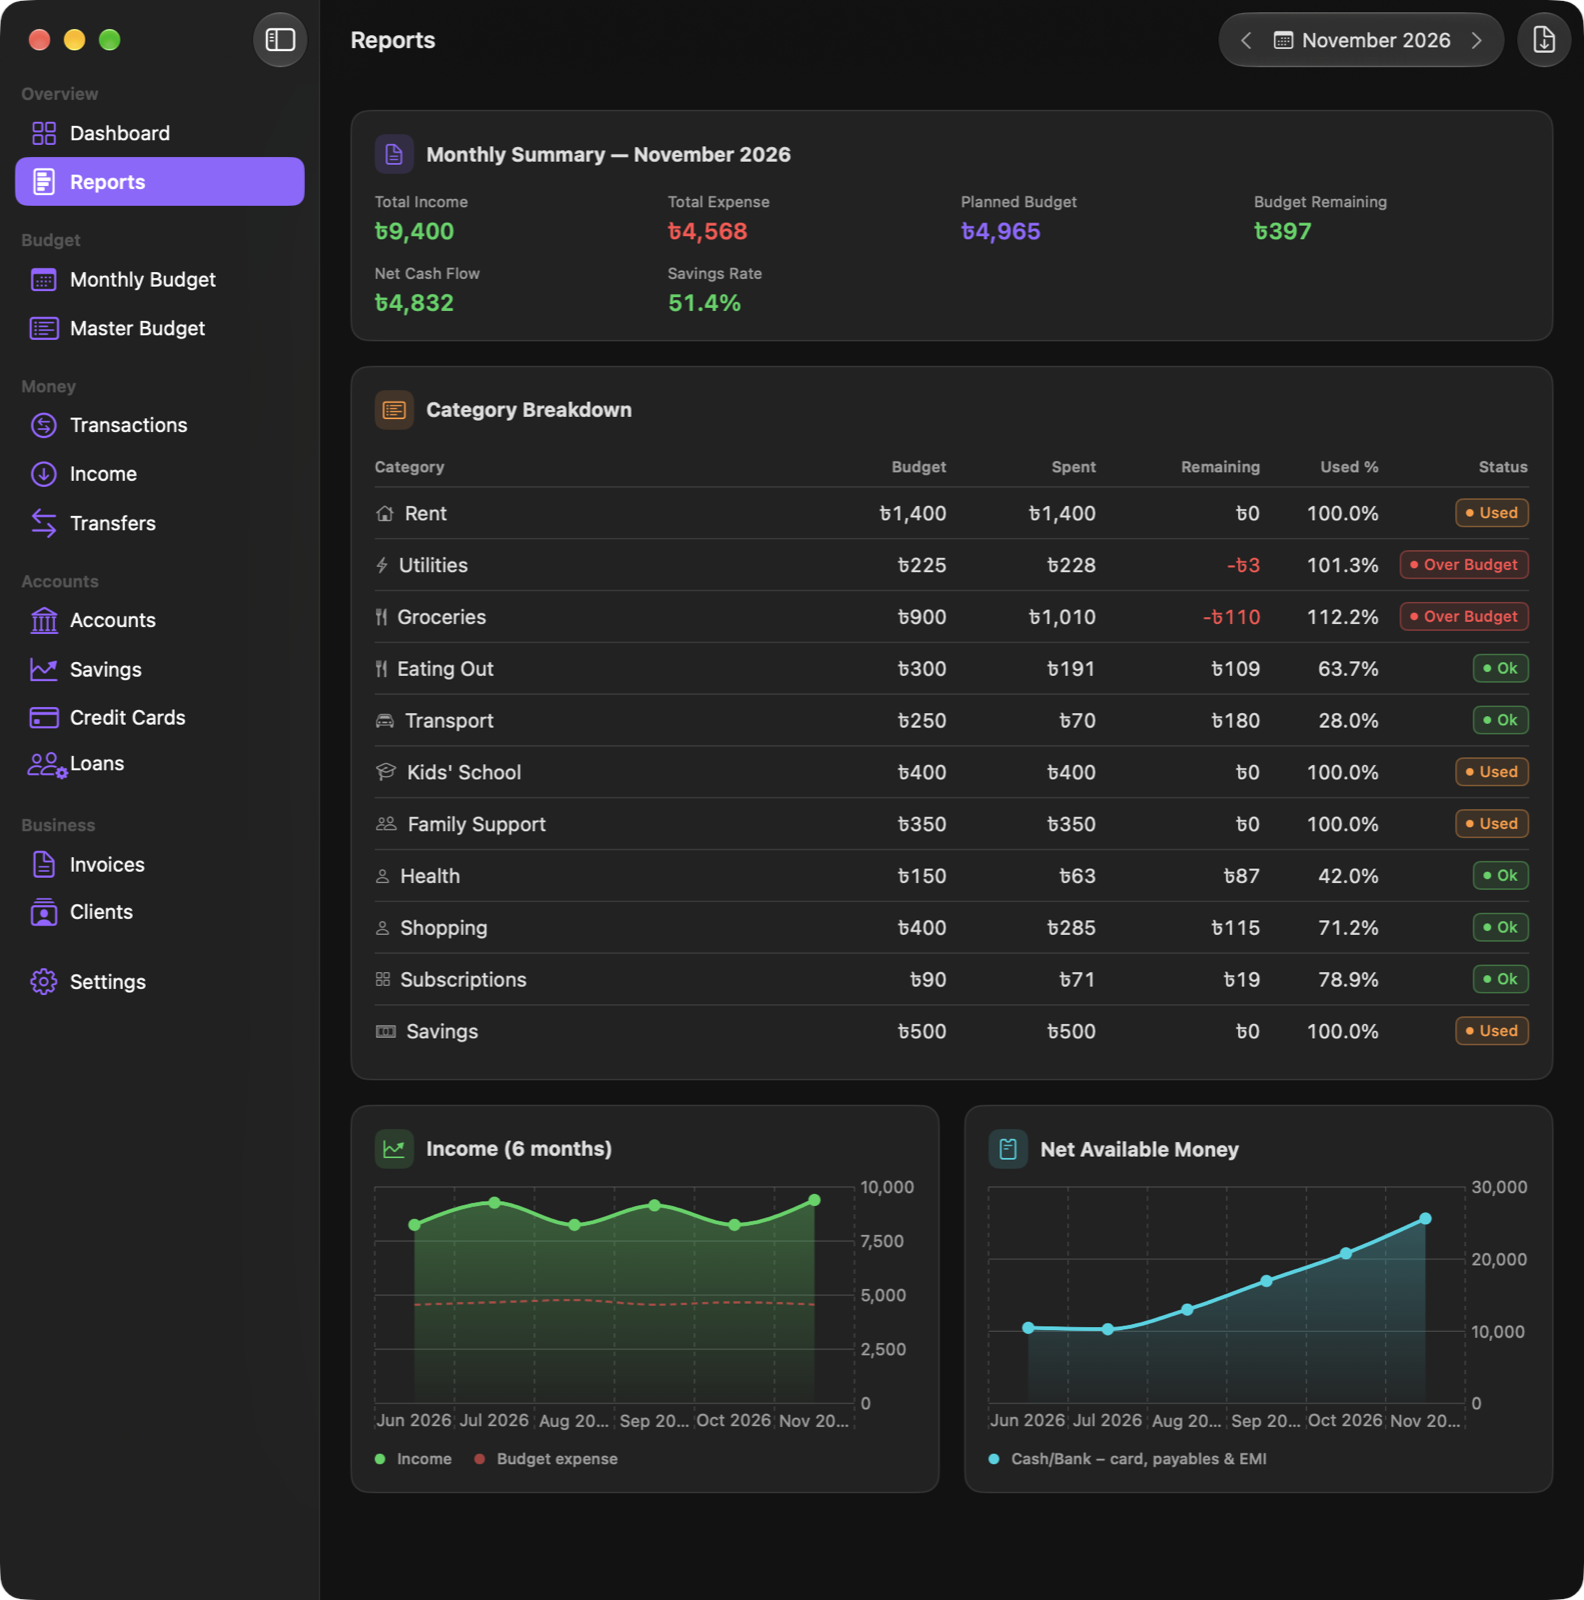 Reports
November 2026
Overview
Dashboard
Reports
Budget
Monthly Budget
Master Budget
Money
Transactions
Income
Transfers
Accounts
Accounts
Savings
Credit Cards
Loans
Business
Invoices
Clients
Settings
Monthly Summary — November 2026
Total Income Total Expense Planned Budget Budget Remaining
৳9,400 ৳4,568 ৳4,965 ৳397
Net Cash Flow Savings Rate
৳4,832 51.4%
Category Breakdown
Category Budget Spent Remaining Used % Status
Rent ৳1,400 ৳1,400 ৳0 100.0% Used
Utilities ৳225 ৳228 -৳3 101.3% Over Budget
Groceries ৳900 ৳1,010 -৳110 112.2% Over Budget
Eating Out ৳300 ৳191 ৳109 63.7% Ok
Transport ৳250 ৳70 ৳180 28.0% Ok
Kids' School ৳400 ৳400 ৳0 100.0% Used
Family Support ৳350 ৳350 ৳0 100.0% Used
Health ৳150 ৳63 ৳87 42.0% Ok
Shopping ৳400 ৳285 ৳115 71.2% Ok
Subscriptions ৳90 ৳71 ৳19 78.9% Ok
Savings ৳500 ৳500 ৳0 100.0% Used
Income (6 months)
10,000
7,500
5,000
2,500
0
Jun 2026 Jul 2026 Aug 20... Sep 20... Oct 2026 Nov 20...
Income Budget expense
Net Available Money
30,000
20,000
10,000
0
Jun 2026 Jul 2026 Aug 20... Sep 20... Oct 2026 Nov 20...
Cash/Bank – card, payables & EMI